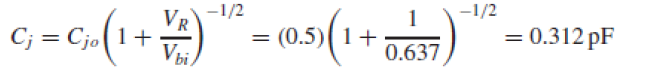 C_j = C_{jo} \left( 1 + \frac{V_R}{V_{bi}} \right)^{-1/2} = (0.5) \left( 1 + \frac{1}{0.637} \right)^{-1/2} = 0.312 pF